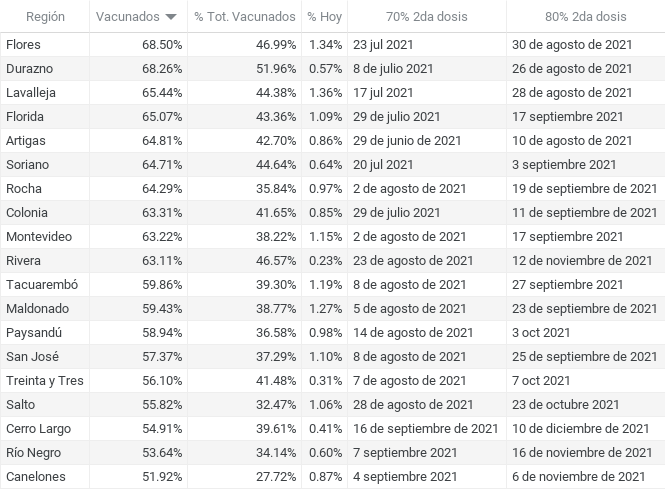 Región Vacunados % Tot. Vacunados % Hoy 70% 2da dosis 80% 2da dosis
Flores 68.50% 46.99% 1.34% 23 jul 2021 30 de agosto de 2021
Durazno 68.26% 51.96% 0.57% 8 de julio 2021 26 de agosto de 2021
Lavalleja 65.44% 44.38% 1.36% 17 jul 2021 28 de agosto de 2021
Florida 65.07% 43.36% 1.09% 29 de julio 2021 17 septiembre 2021
Artigas 64.81% 42.70% 0.86% 29 de junio de 2021 10 de agosto de 2021
Soriano 64.71% 44.64% 0.64% 20 jul 2021 3 septiembre 2021
Rocha 64.29% 35.84% 0.97% 2 de agosto de 2021 19 de septiembre de 2021
Colonia 63.31% 41.65% 0.85% 29 de julio 2021 11 de septiembre de 2021
Montevideo 63.22% 38.22% 1.15% 2 de agosto de 2021 17 septiembre 2021
Rivera 63.11% 46.57% 0.23% 23 de agosto de 2021 12 de noviembre de 2021
Tacuarembó 59.86% 39.30% 1.19% 8 de agosto de 2021 27 septiembre 2021
Maldonado 59.43% 38.77% 1.27% 5 de agosto de 2021 23 de septiembre de 2021
Paysandú 58.94% 36.58% 0.98% 14 de agosto de 2021 3 oct 2021
San José 57.37% 37.29% 1.10% 8 de agosto de 2021 25 de septiembre de 2021
Treinta y Tres 56.10% 41.48% 0.31% 7 de agosto de 2021 7 oct 2021
Salto 55.82% 32.47% 1.06% 28 de agosto de 2021 23 de octubre 2021
Cerro Largo 54.91% 39.61% 0.41% 16 de septiembre de 2021 10 de diciembre de 2021
Río Negro 53.64% 34.14% 0.60% 7 septiembre 2021 16 de noviembre de 2021
Canelones 51.92% 27.72% 0.87% 4 septiembre 2021 6 de noviembre de 2021